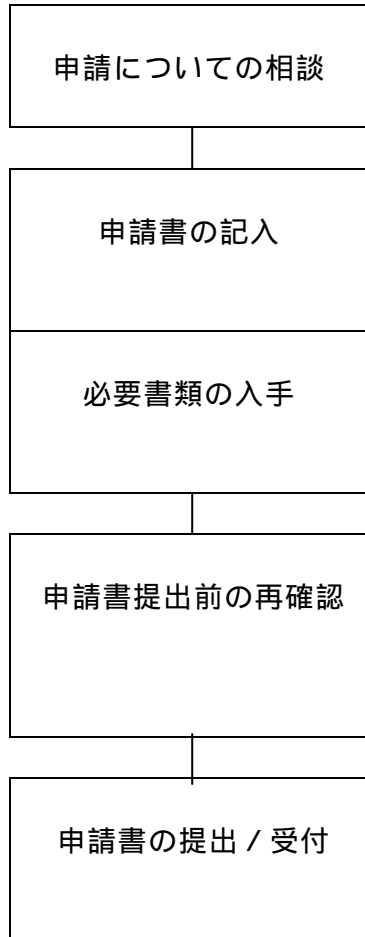 申請についての相談
申請書の記入
必要書類の入手
申請書提出前の再確認
申請書の提出 / 受付